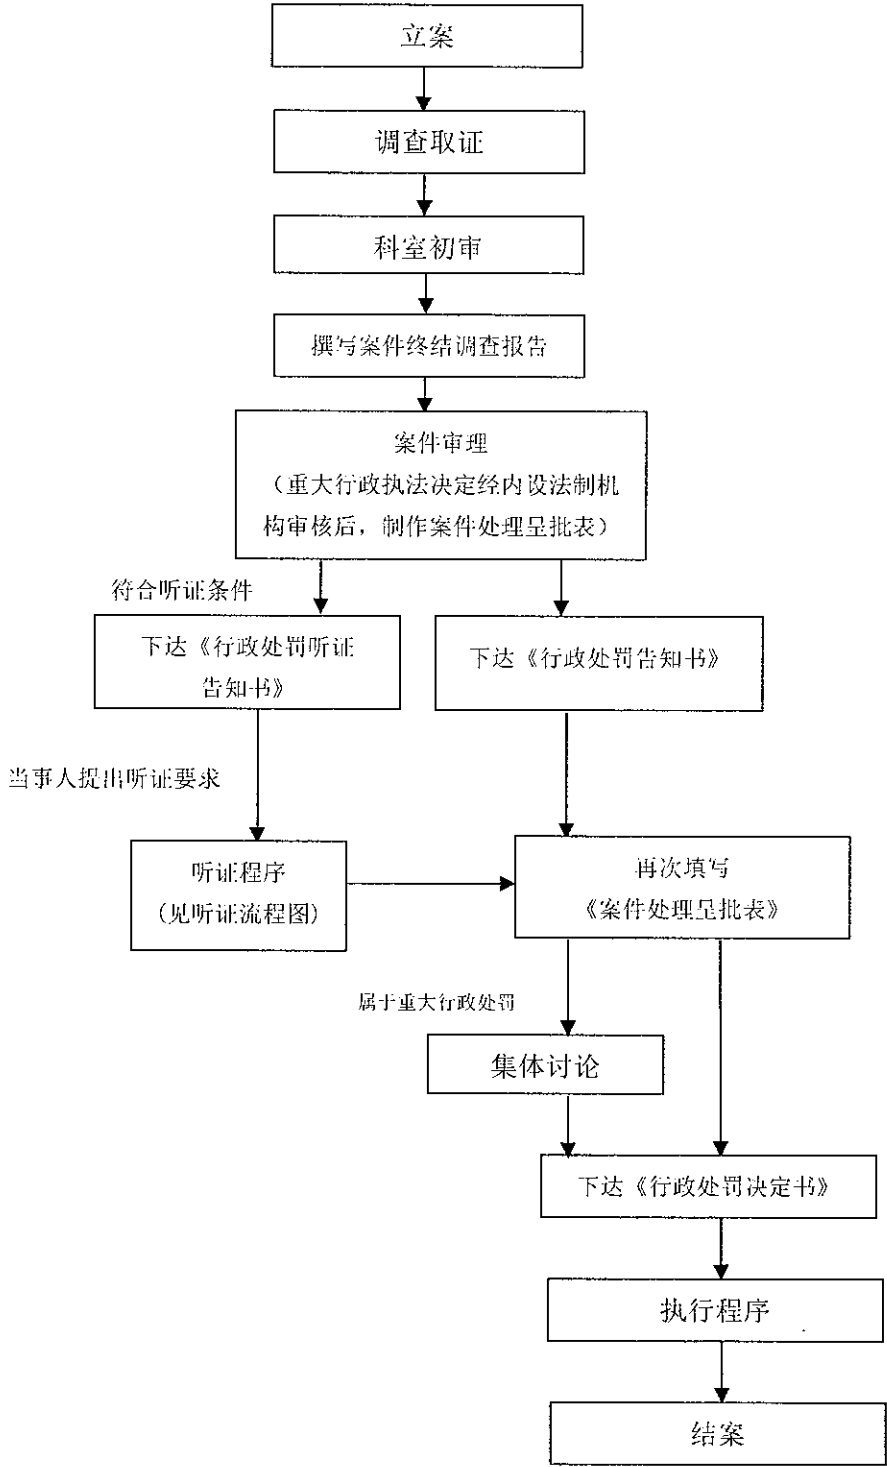 立案
调查取证
科室初审
撰写案件终结调查报告
案件审理
（重大行政执法决定经内设法制机
构审核后，制作案件处理呈批表）
符合听证条件
下达《行政处罚听证
告知书》
下达《行政处罚告知书》
当事人提出听证要求
听证程序
（见听证流程图）
再次填写
《案件处理呈批表》
属于重大行政处罚
集体讨论
下达《行政处罚决定书》
执行程序
结案